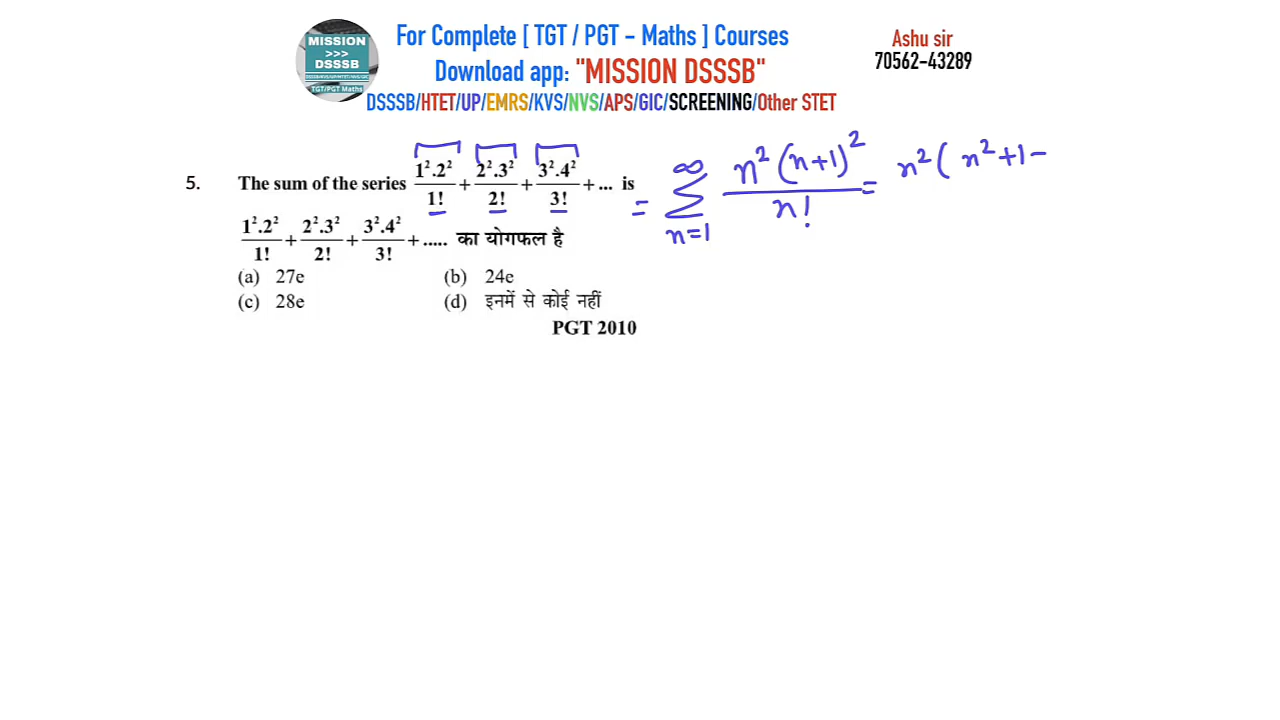 MISSION
>>>
DSSSB
TGT/PGT Maths
For Complete [ TGT / PGT - Maths ] Courses
Download app: "MISSION DSSSB"
DSSSB/HTET/UP/EMRS/KVS/NVS/APS/GIC/SCREENING/Other STET
Ashu sir
70562-43289
5. The sum of the series 1².2²/1! + 2².3²/2! + 3².4²/3! + ... is
1².2²/1! + 2².3²/2! + 3².4²/3! + ..... का योगफल है
(a) 27e (b) 24e
(c) 28e (d) इनमें से कोई नहीं
PGT 2010
= ∞ Σ n=1 n²(n+1)²/n! = n²( n²+1-